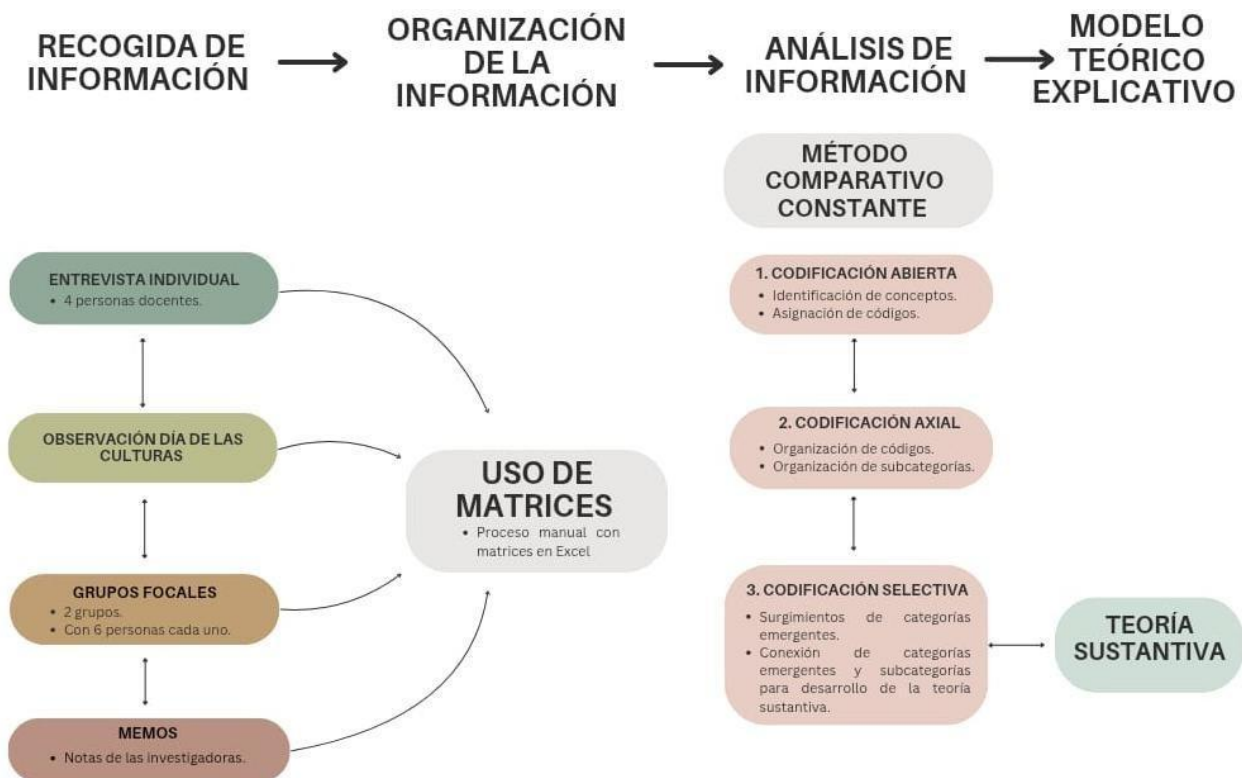 RECOGIDA DE
INFORMACIÓN
ORGANIZACIÓN
DE LA
INFORMACIÓN
ANÁLISIS DE
INFORMACIÓN
MODELO
TEÓRICO
EXPLICATIVO
ENTREVISTA INDIVIDUAL
• 4 personas docentes.
OBSERVACIÓN DÍA DE LAS
CULTURAS
GRUPOS FOCALES
• 2 grupos.
• Con 6 personas cada uno.
MEMOS
• Notas de las investigadoras.
USO DE
MATRICES
• Proceso manual con
matrices en Excel
MÉTODO
COMPARATIVO
CONSTANTE
1. CODIFICACIÓN ABIERTA
• Identificación de conceptos.
• Asignación de códigos.
2. CODIFICACIÓN AXIAL
• Organización de códigos.
• Organización de subcategorías.
3. CODIFICACIÓN SELECTIVA
• Surgimientos de categorías
emergentes.
• Conexión de categorías
emergentes y subcategorías
para desarrollo de la teoría
sustantiva.
TEORÍA
SUSTANTIVA